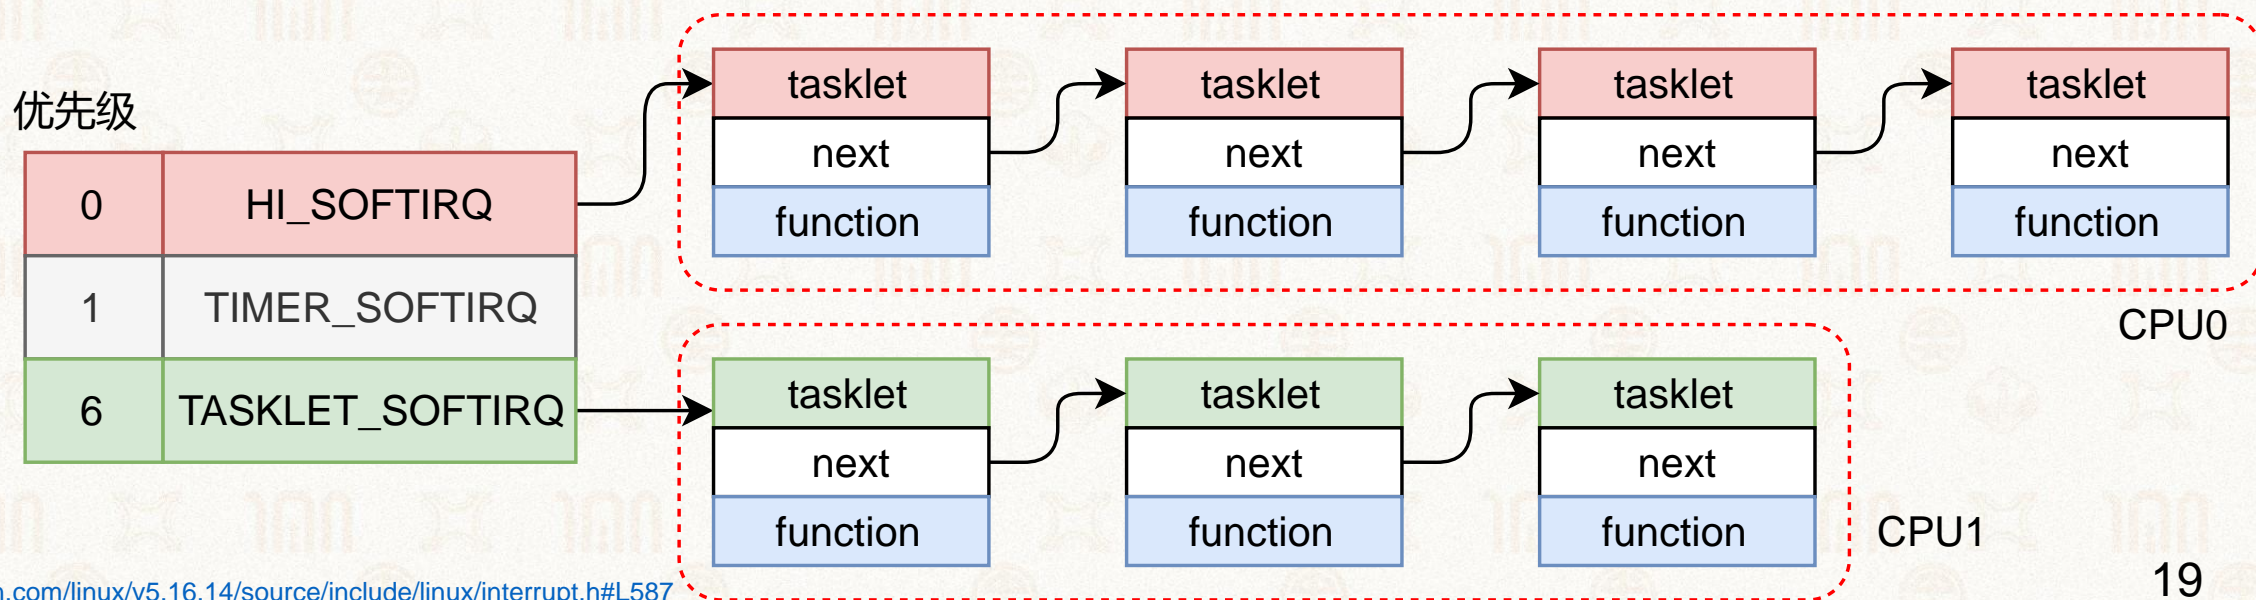 优先级
0 HI_SOFTIRQ
1 TIMER_SOFTIRQ
6 TASKLET_SOFTIRQ
tasklet tasklet tasklet tasklet
next next next next
function function function function
CPU0
tasklet tasklet tasklet
next next next
function function function
CPU1
n.com/linux/v5.16.14/source/include/linux/interrupt.h#L587
19